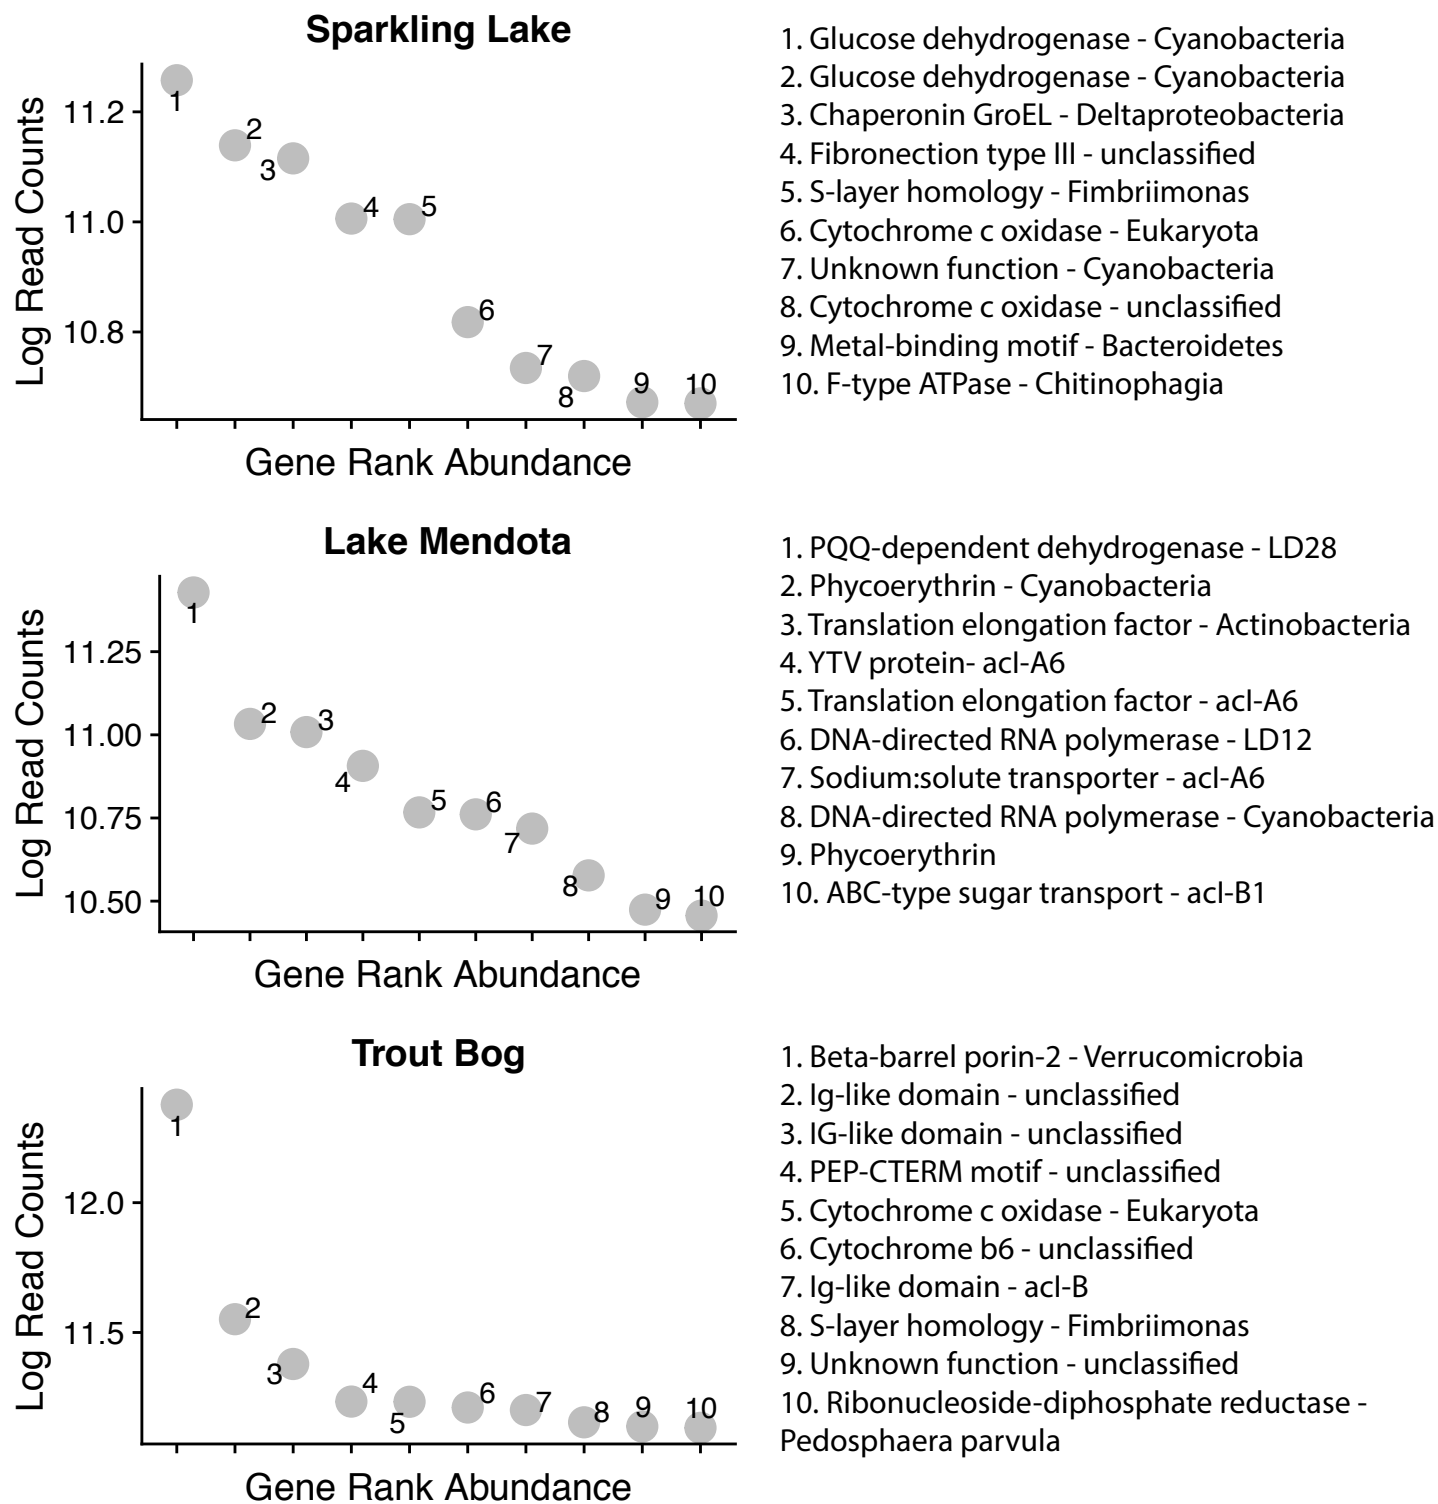 Sparkling Lake
Log Read Counts
11.2
11.0
10.8
1
2
3
4
5
6
7
8
9
10
Gene Rank Abundance
1. Glucose dehydrogenase - Cyanobacteria
2. Glucose dehydrogenase - Cyanobacteria
3. Chaperonin GroEL - Deltaproteobacteria
4. Fibronection type III - unclassified
5. S-layer homology - Fimbriimonas
6. Cytochrome c oxidase - Eukaryota
7. Unknown function - Cyanobacteria
8. Cytochrome c oxidase - unclassified
9. Metal-binding motif - Bacteroidetes
10. F-type ATPase - Chitinophagia
Lake Mendota
Log Read Counts
11.25
11.00
10.75
10.50
1
2
3
4
5
6
7
8
9
10
Gene Rank Abundance
1. PQQ-dependent dehydrogenase - LD28
2. Phycoerythrin - Cyanobacteria
3. Translation elongation factor - Actinobacteria
4. YTV protein- acI-A6
5. Translation elongation factor - acI-A6
6. DNA-directed RNA polymerase - LD12
7. Sodium:solute transporter - acI-A6
8. DNA-directed RNA polymerase - Cyanobacteria
9. Phycoerythrin
10. ABC-type sugar transport - acI-B1
Trout Bog
Log Read Counts
12.0
11.5
1
2
3
4
5
6
7
8
9
10
Gene Rank Abundance
1. Beta-barrel porin-2 - Verrucomicrobia
2. Ig-like domain - unclassified
3. IG-like domain - unclassified
4. PEP-CTERM motif - unclassified
5. Cytochrome c oxidase - Eukaryota
6. Cytochrome b6 - unclassified
7. Ig-like domain - acI-B
8. S-layer homology - Fimbriimonas
9. Unknown function - unclassified
10. Ribonucleoside-diphosphate reductase -
Pedosphaera parvula